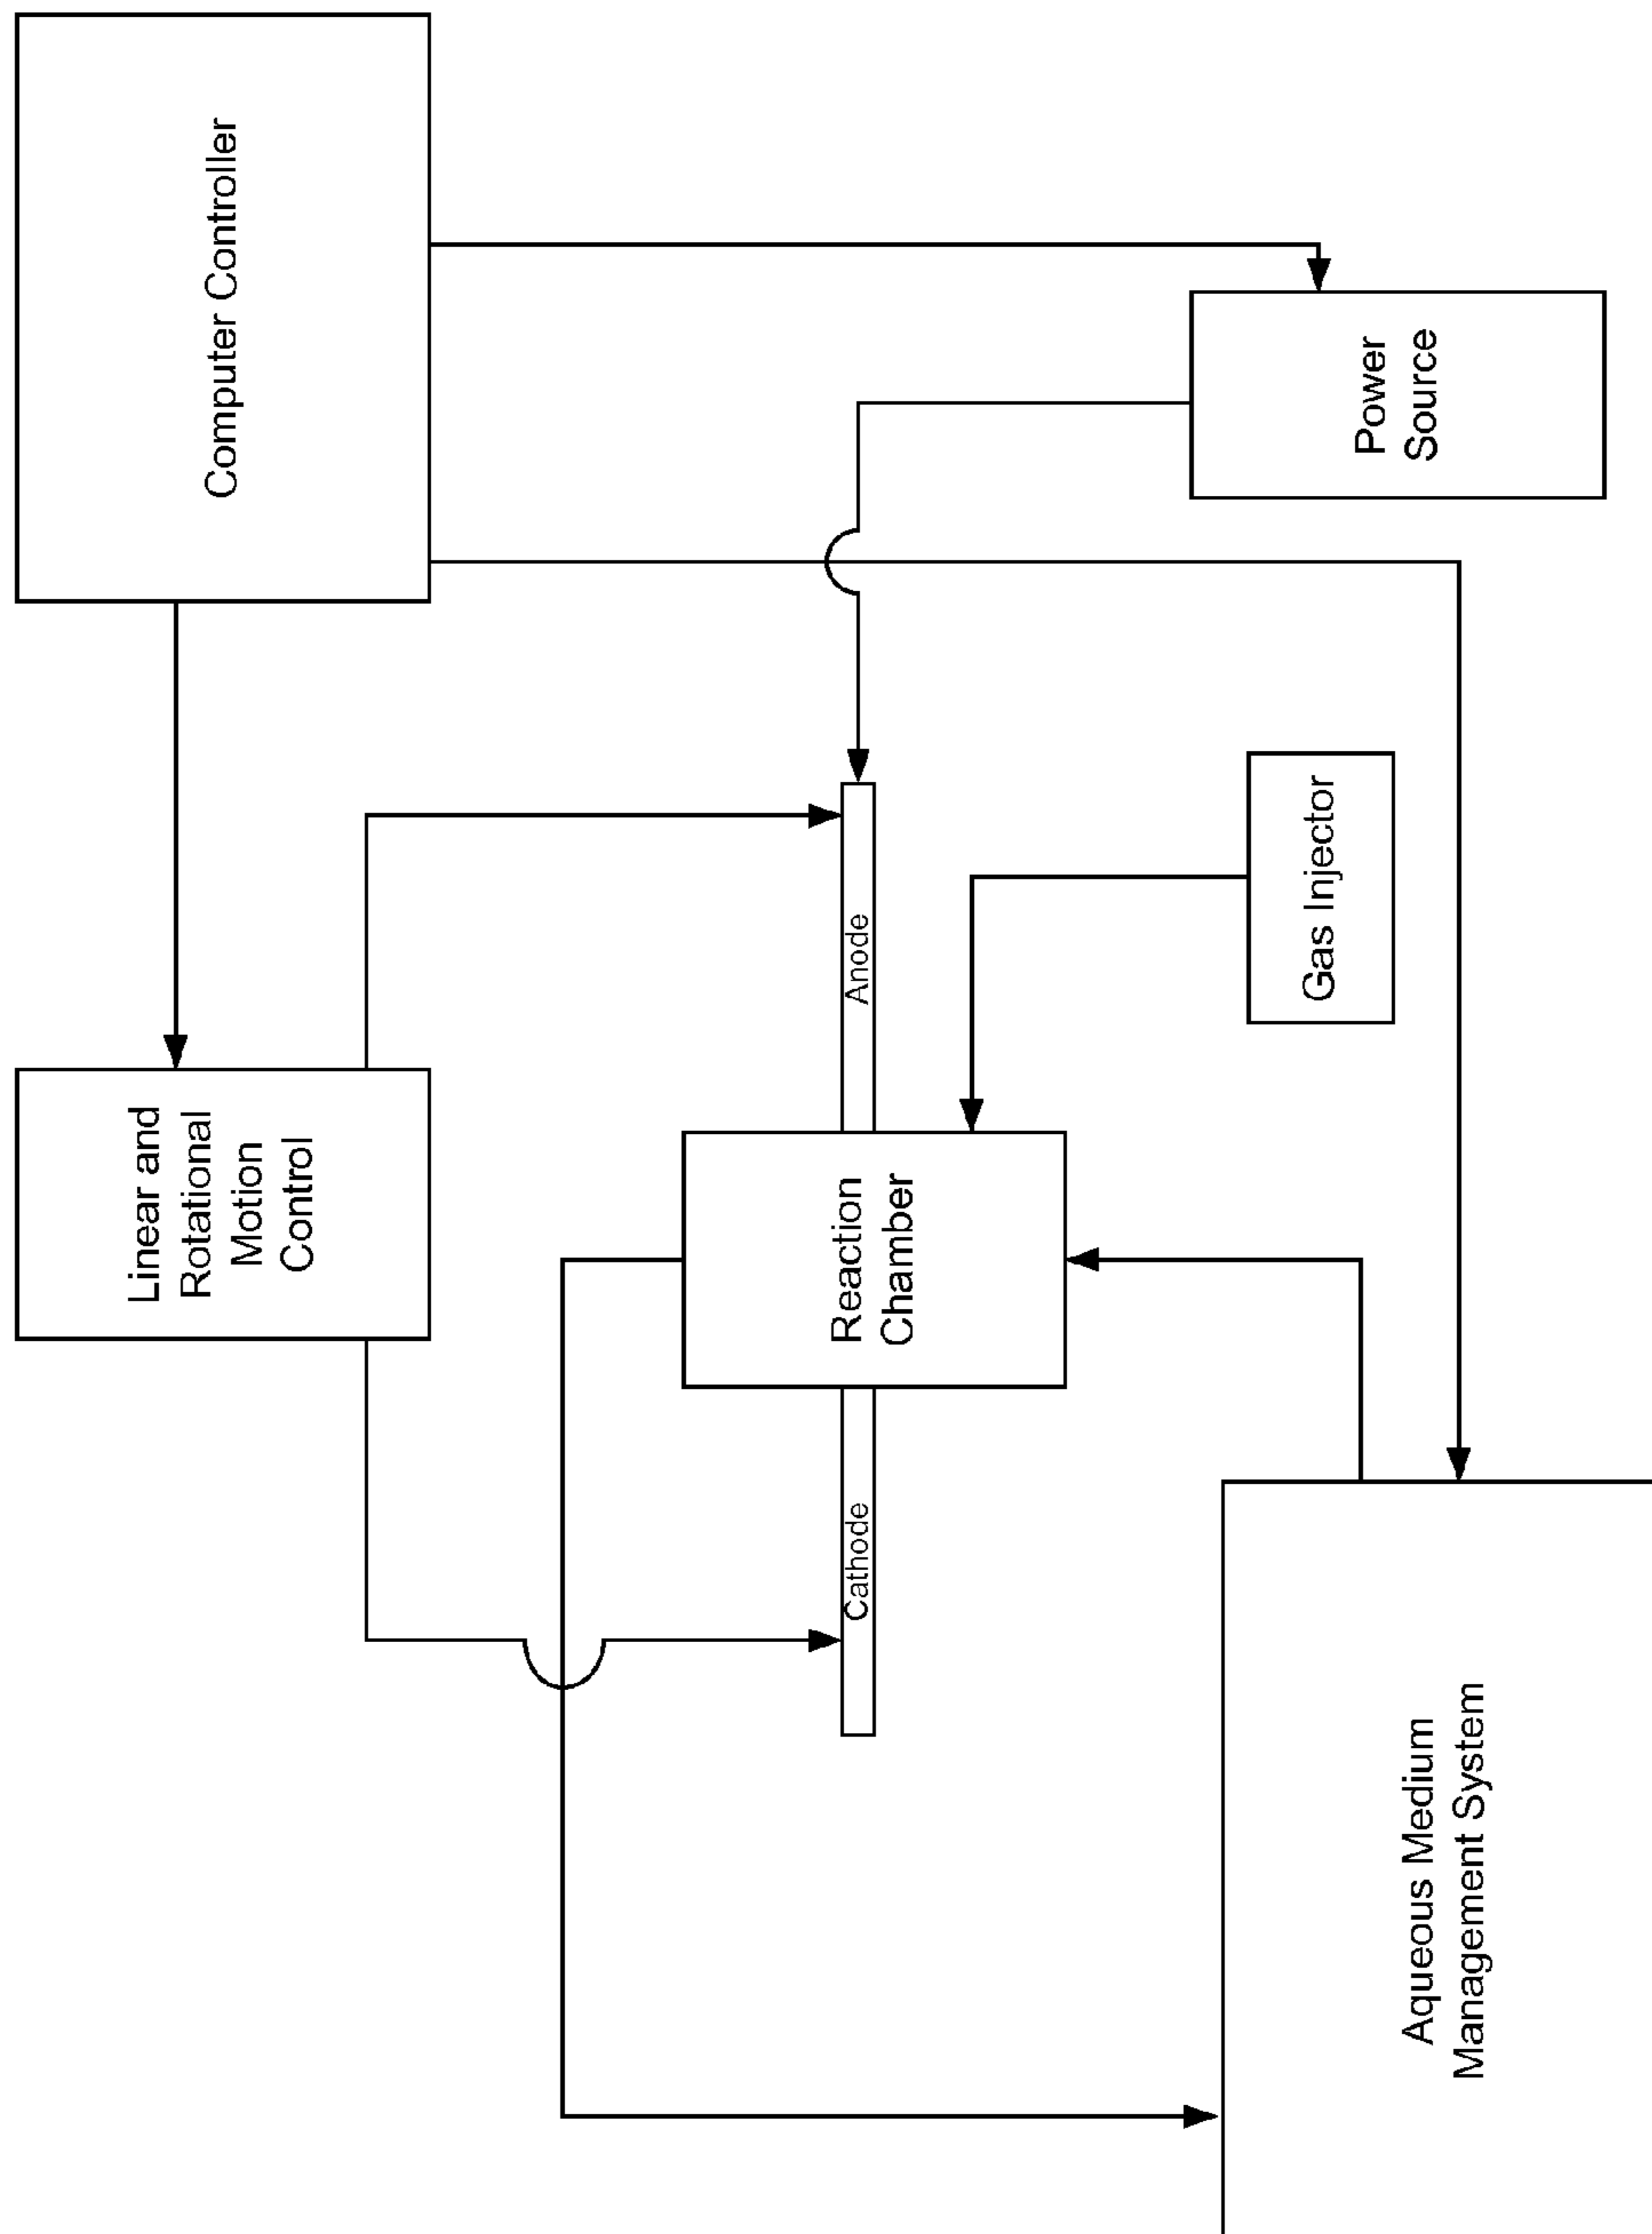 Computer Controller
Linear and
Rotational
Motion
Control
Power
Source
Anode
Gas Injector
Reaction
Chamber
Cathode
Aqueous Medium
Management System